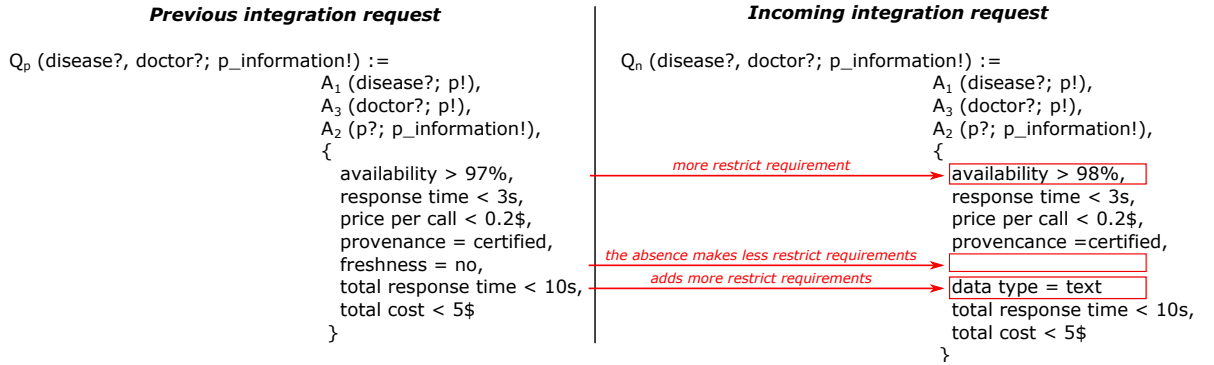 Previous integration request
Q₍p₎ (disease?, doctor?; p_information!) :=
A₁ (disease?; p!),
A₃ (doctor?; p!),
A₂ (p?; p_information!),
{
availability > 97%,
response time < 3s,
price per call < 0.2$,
provenance = certified,
freshness = no,
total response time < 10s,
total cost < 5$
}
more restrict requirement
the absence makes less restrict requirements
adds more restrict requirements
Incoming integration request
Qₙ (disease?, doctor?; p_information!) :=
A₁ (disease?; p!),
A₃ (doctor?; p!),
A₂ (p?; p_information!),
{
availability > 98%,
response time < 3s,
price per call < 0.2$,
provencance =certified,
data type = text
total response time < 10s,
total cost < 5$
}